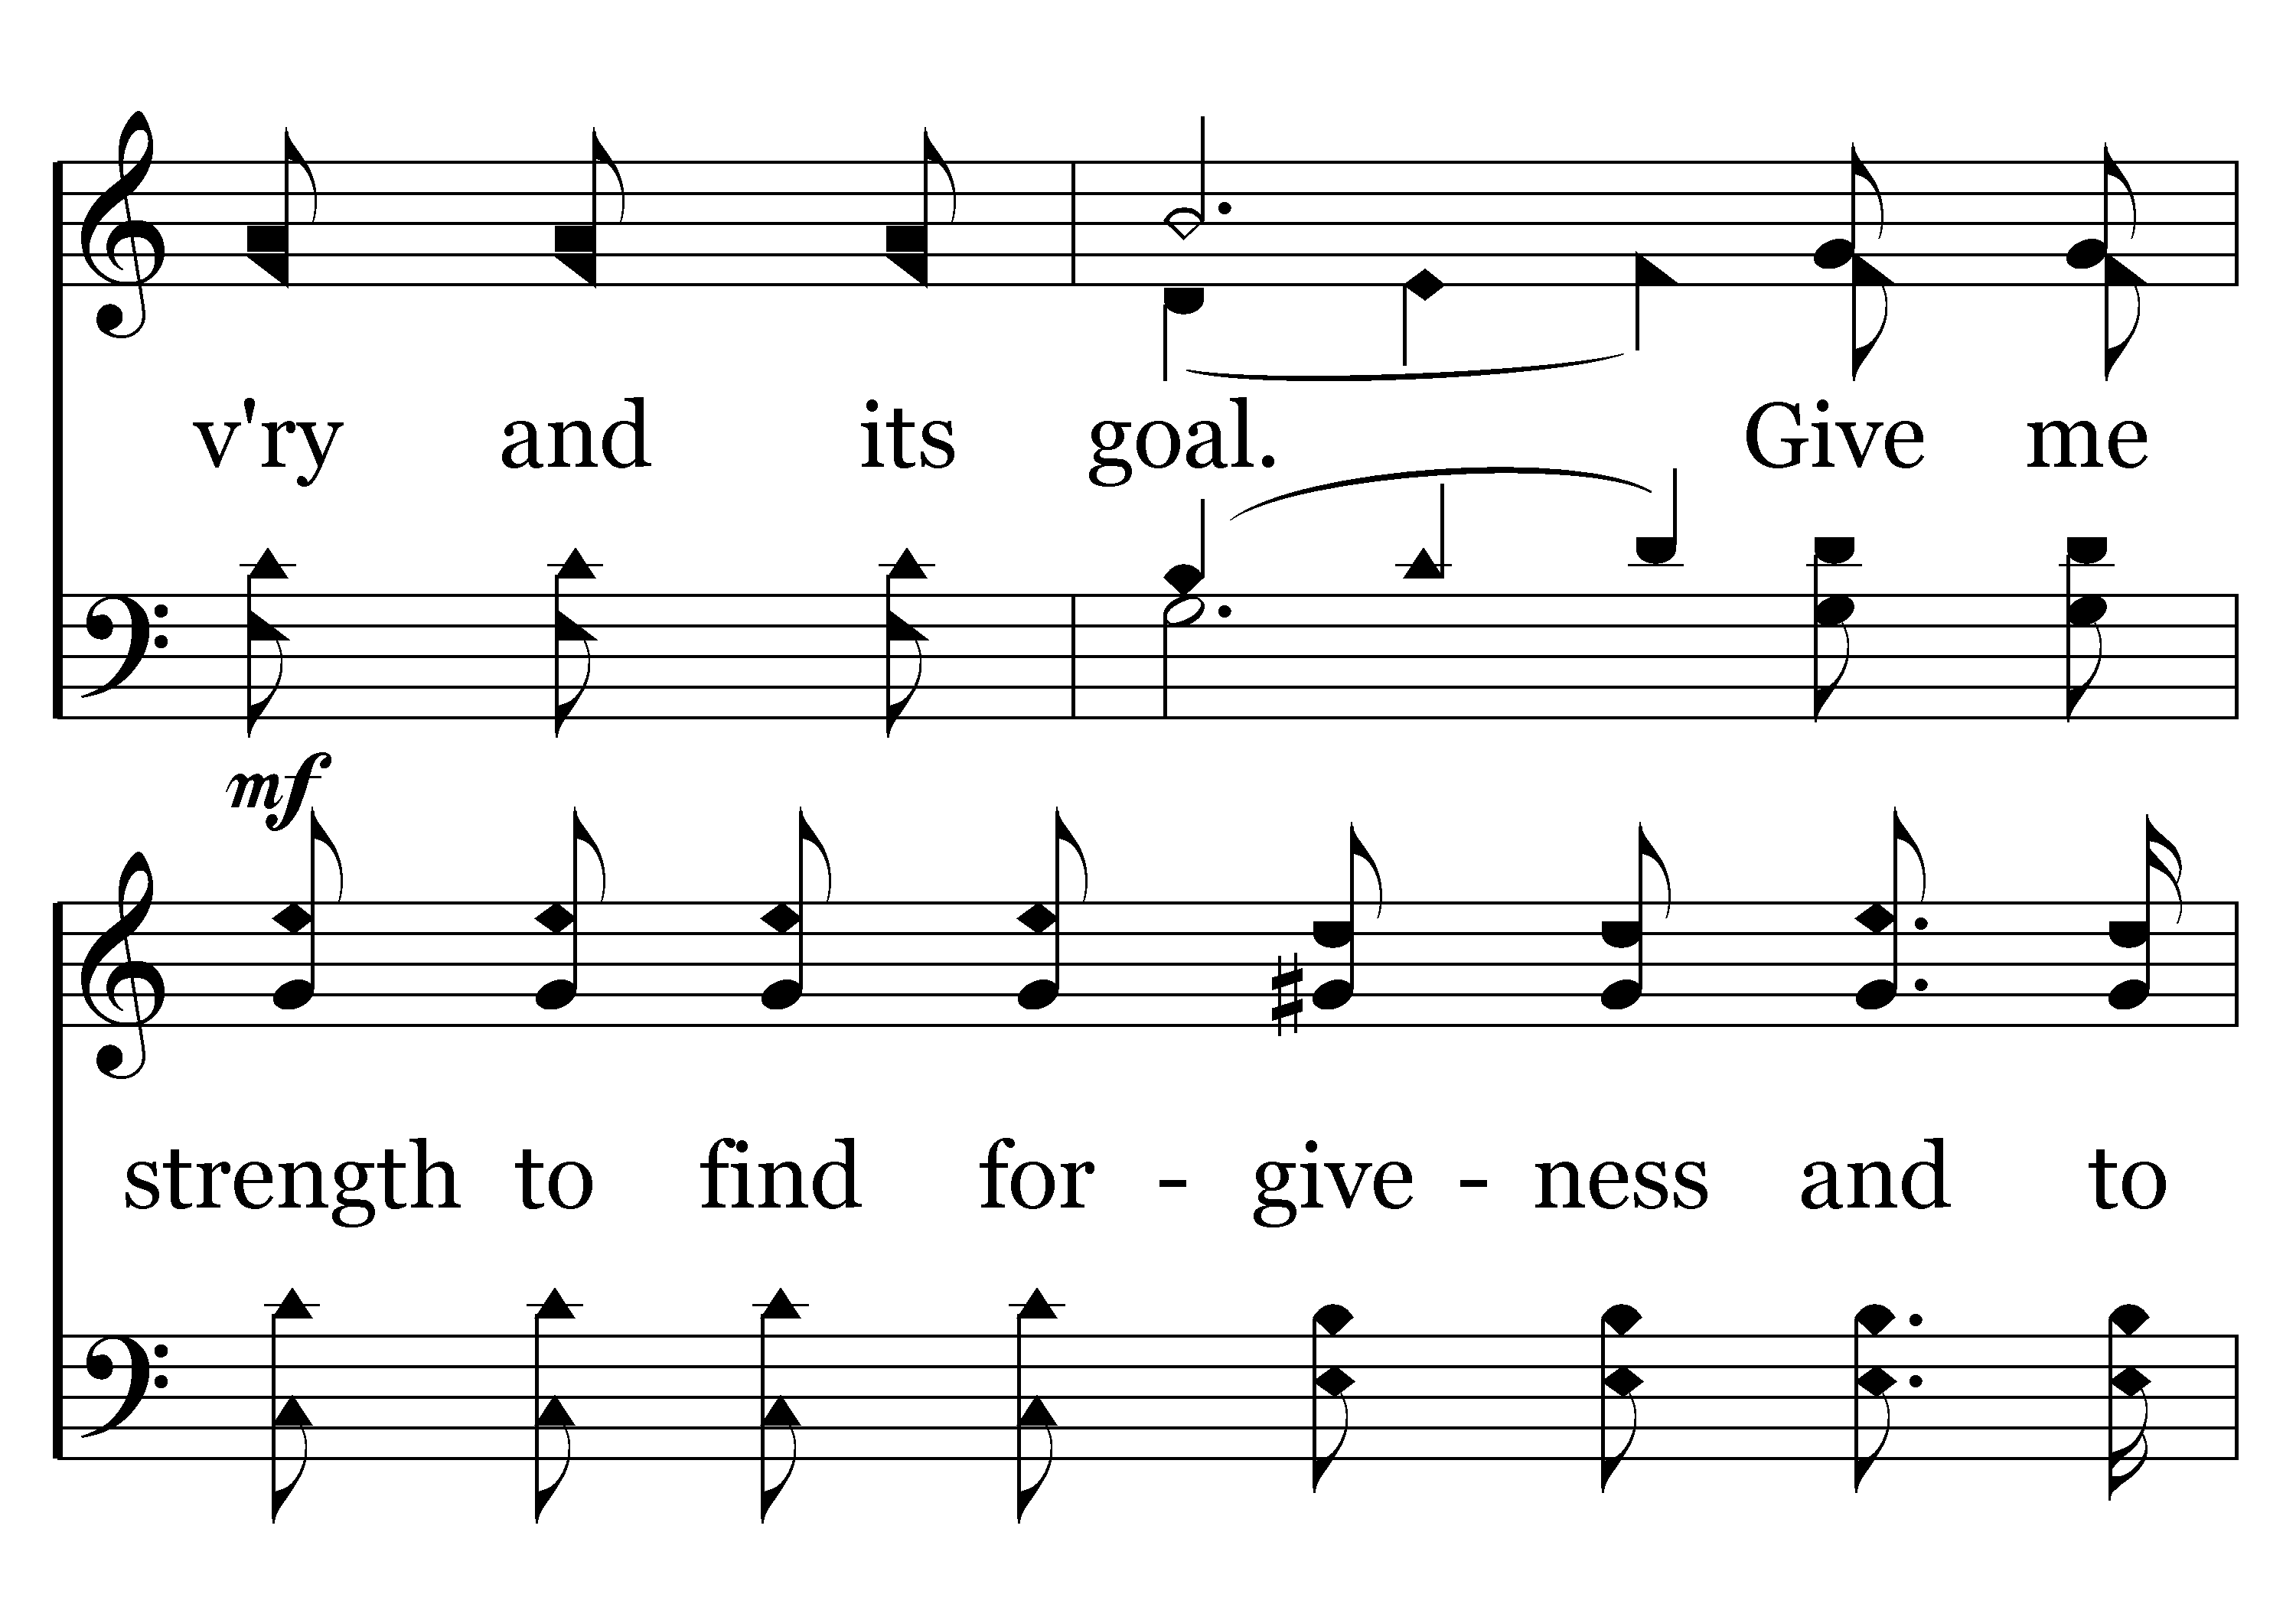 v'ry and its goal. Give me
mf
strength to find for - give - ness and to